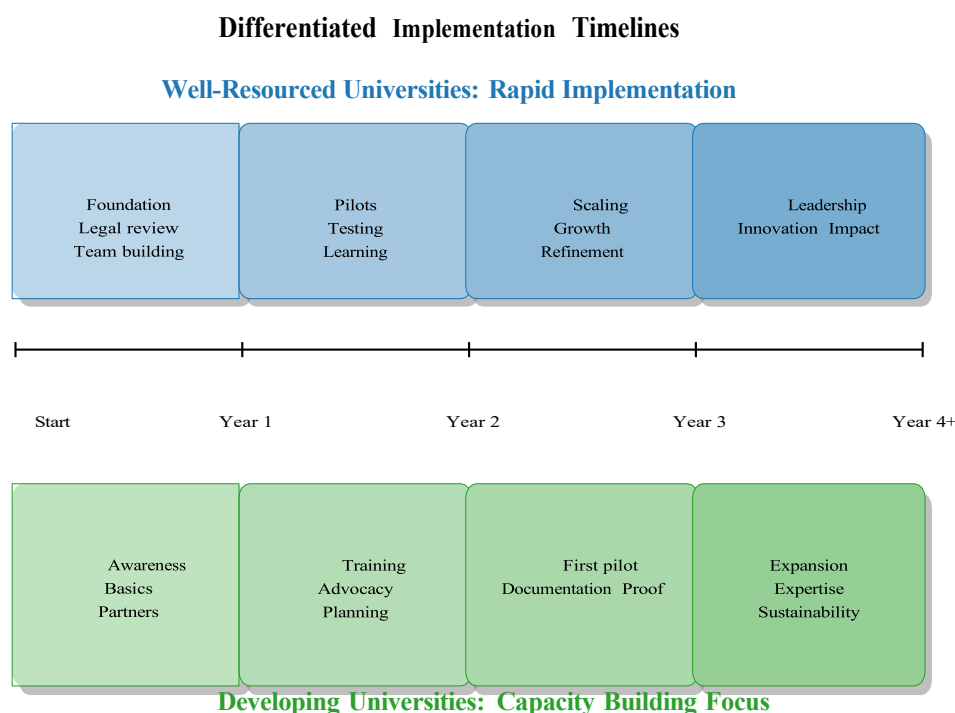 Differentiated Implementation Timelines
Well-Resourced Universities: Rapid Implementation
Foundation
Legal review
Team building
Pilots
Testing
Learning
Scaling
Growth
Refinement
Leadership
Innovation Impact
Start Year 1 Year 2 Year 3 Year 4+
Awareness
Basics
Partners
Training
Advocacy
Planning
First pilot
Documentation Proof
Expansion
Expertise
Sustainability
Developing Universities: Capacity Building Focus